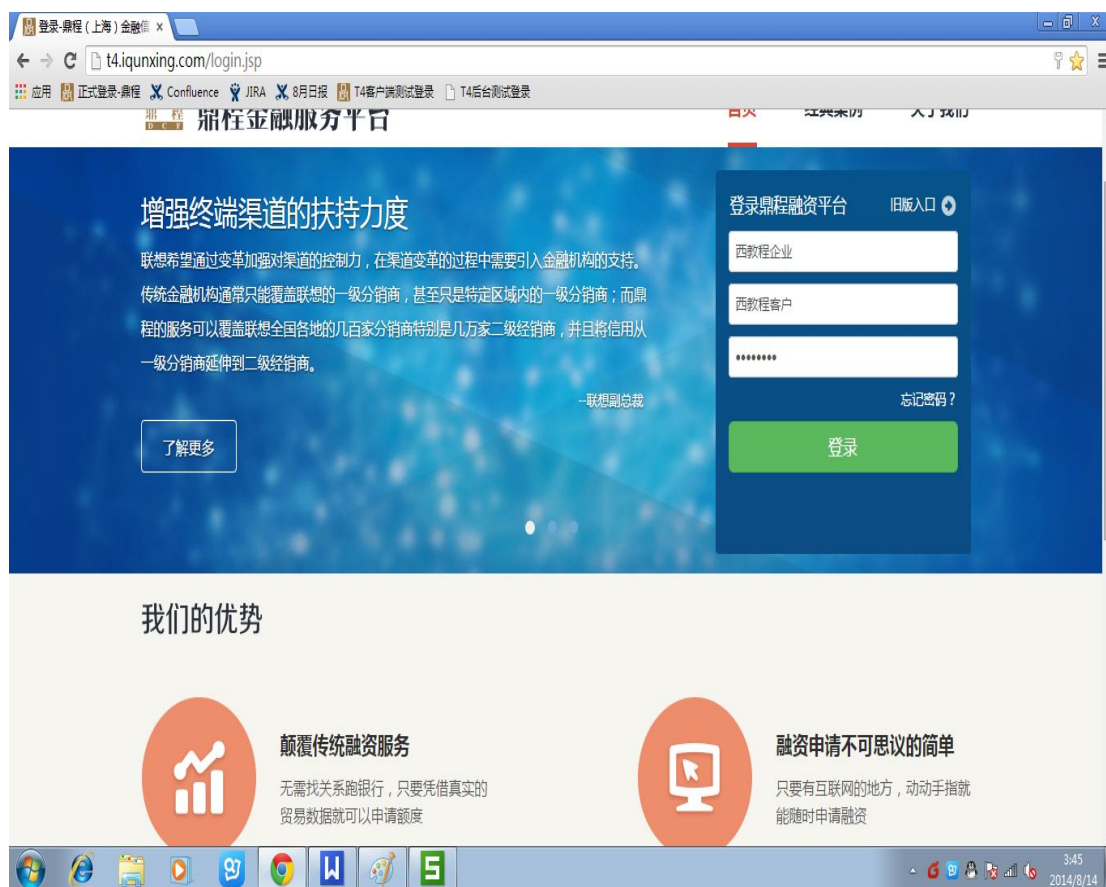 登录-鼎程（上海）金融信
t4.iqunxing.com/login.jsp
应用 正式登录-鼎程 Confluence JIRA 8月日报 T4客户端测试登录 T4后台测试登录
鼎程 DCF 鼎程金融服务平台 首页 经典案例 关于我们
增强终端渠道的扶持力度
联想希望通过变革加强对渠道的控制力，在渠道变革的过程中需要引入金融机构的支持。
传统金融机构通常只能覆盖联想的一级分销商，甚至只是特定区域内的一级分销商；而鼎
程的服务可以覆盖联想全国各地的几百家分销商特别是几万家二级经销商，并且将信用从
一级分销商延伸到二级经销商。
--联想副总裁
了解更多
登录鼎程融资平台 旧版入口
西教程企业
西教程客户
••••••••
忘记密码？
登录
我们的优势
颠覆传统融资服务
无需找关系跑银行，只要凭借真实的
贸易数据就可以申请额度
融资申请不可思议的简单
只要有互联网的地方，动动手指就
能随时申请融资
3:45
2014/8/14